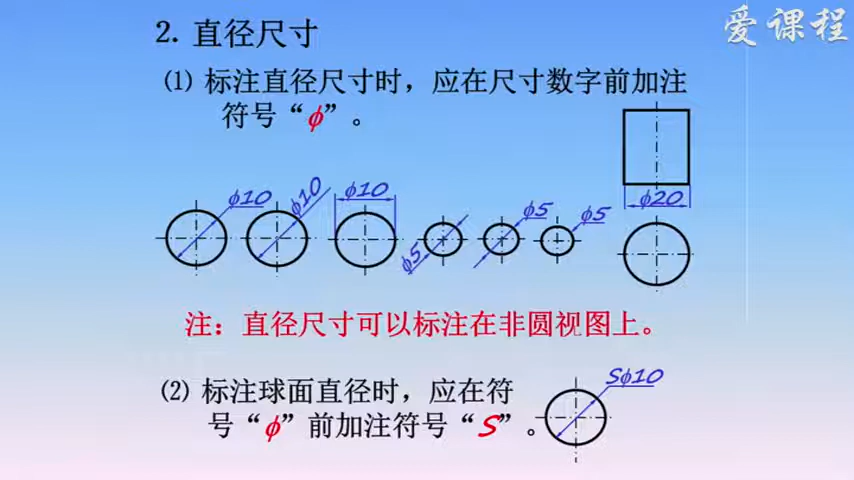 爱课程
2. 直径尺寸
⑴ 标注直径尺寸时，应在尺寸数字前加注
符号“ϕ”。
ϕ10 ϕ10 ϕ10 ϕ5 ϕ5 ϕ5 ϕ20
注：直径尺寸可以标注在非圆视图上。
⑵ 标注球面直径时，应在符
号“ϕ”前加注符号“S”。
Sϕ10